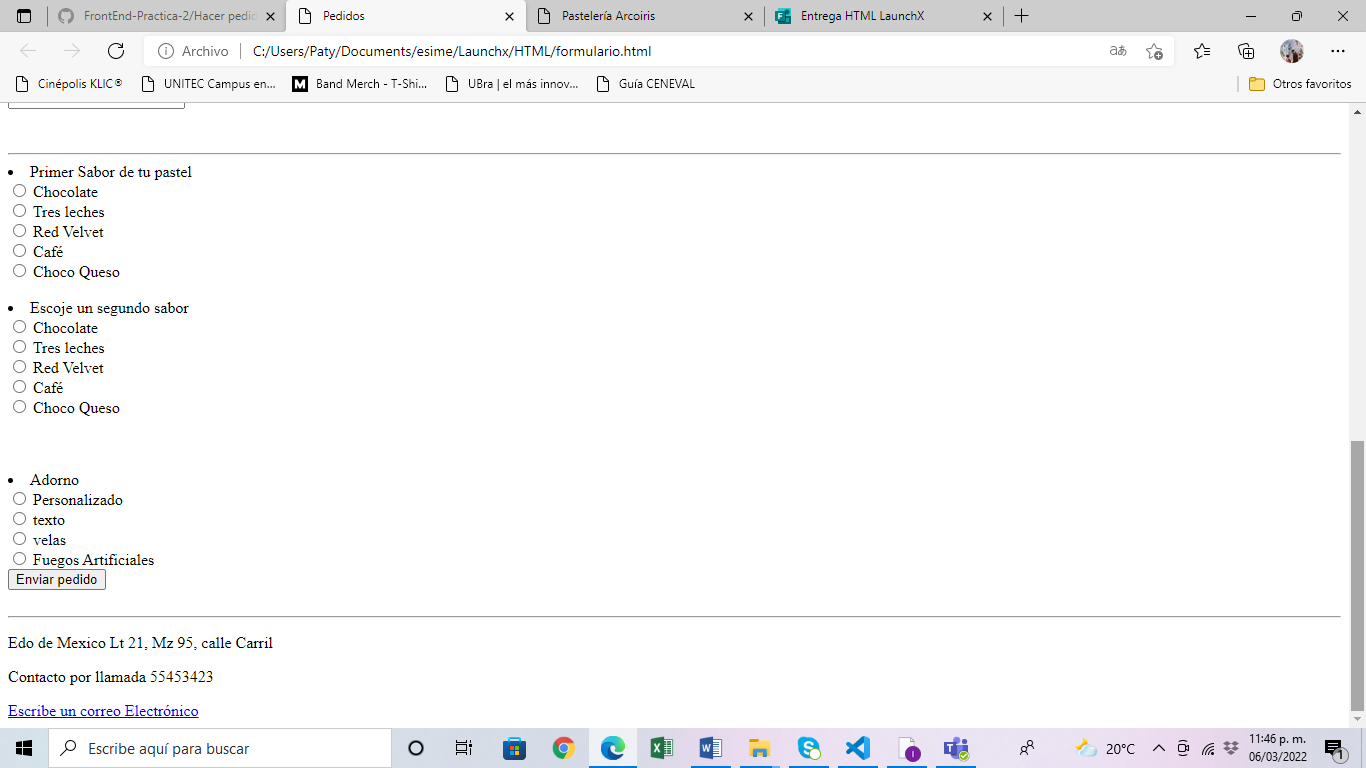 FrontEnd-Practica-2/Hacer pedid
Pedidos
Pastelería Arcoiris
Entrega HTML LaunchX
Archivo
C:/Users/Paty/Documents/esime/Launchx/HTML/formulario.html
aあ
Cinépolis KLIC®
UNITEC Campus en...
M
Band Merch - T-Shi...
UBra | el más innov...
Guía CENEVAL
Otros favoritos
Primer Sabor de tu pastel
Chocolate
Tres leches
Red Velvet
Café
Choco Queso
Escoje un segundo sabor
Chocolate
Tres leches
Red Velvet
Café
Choco Queso
Adorno
Personalizado
texto
velas
Fuegos Artificiales
Enviar pedido
Edo de Mexico Lt 21, Mz 95, calle Carril
Contacto por llamada 55453423
Escribe un correo Electrónico
Escribe aquí para buscar
20°C
11:46 p. m.
06/03/2022
1